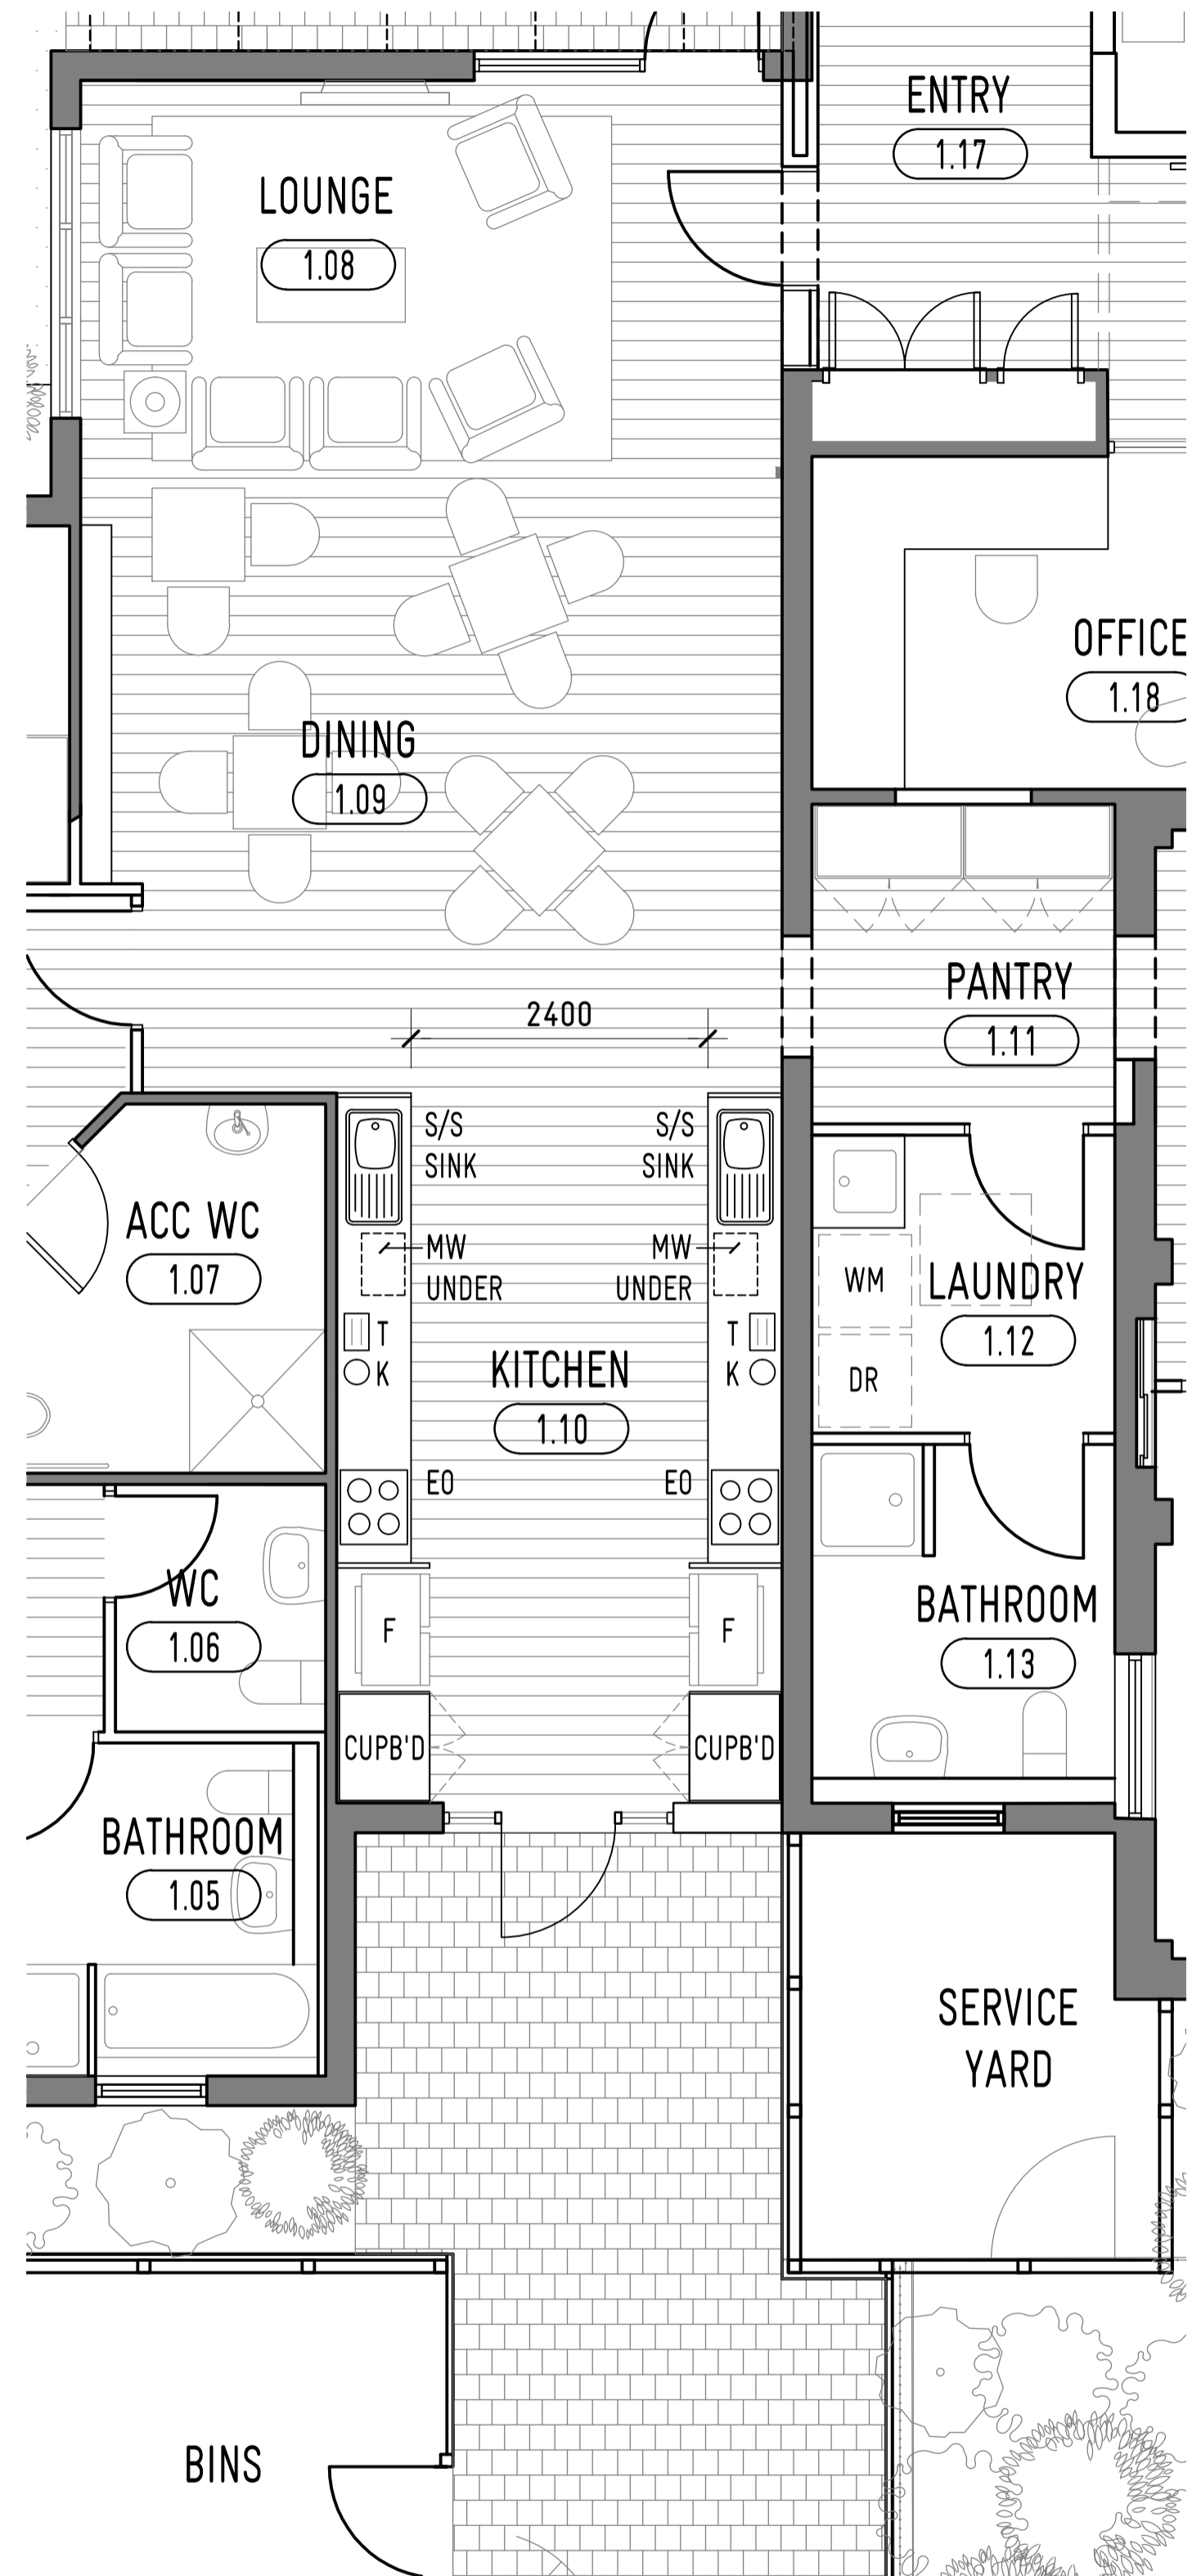 ENTRY
1.17
LOUNGE
1.08
OFFICE
1.18
DINING
1.09
PANTRY
1.11
2400
S/S
SINK
S/S
SINK
ACC WC
1.07
MW
UNDER
MW
UNDER
WM
LAUNDRY
1.12
T
K
T
K
KITCHEN
1.10
DR
EO
EO
WC
1.06
F
F
BATHROOM
1.13
CUPB'D
CUPB'D
BATHROOM
1.05
SERVICE
YARD
BINS